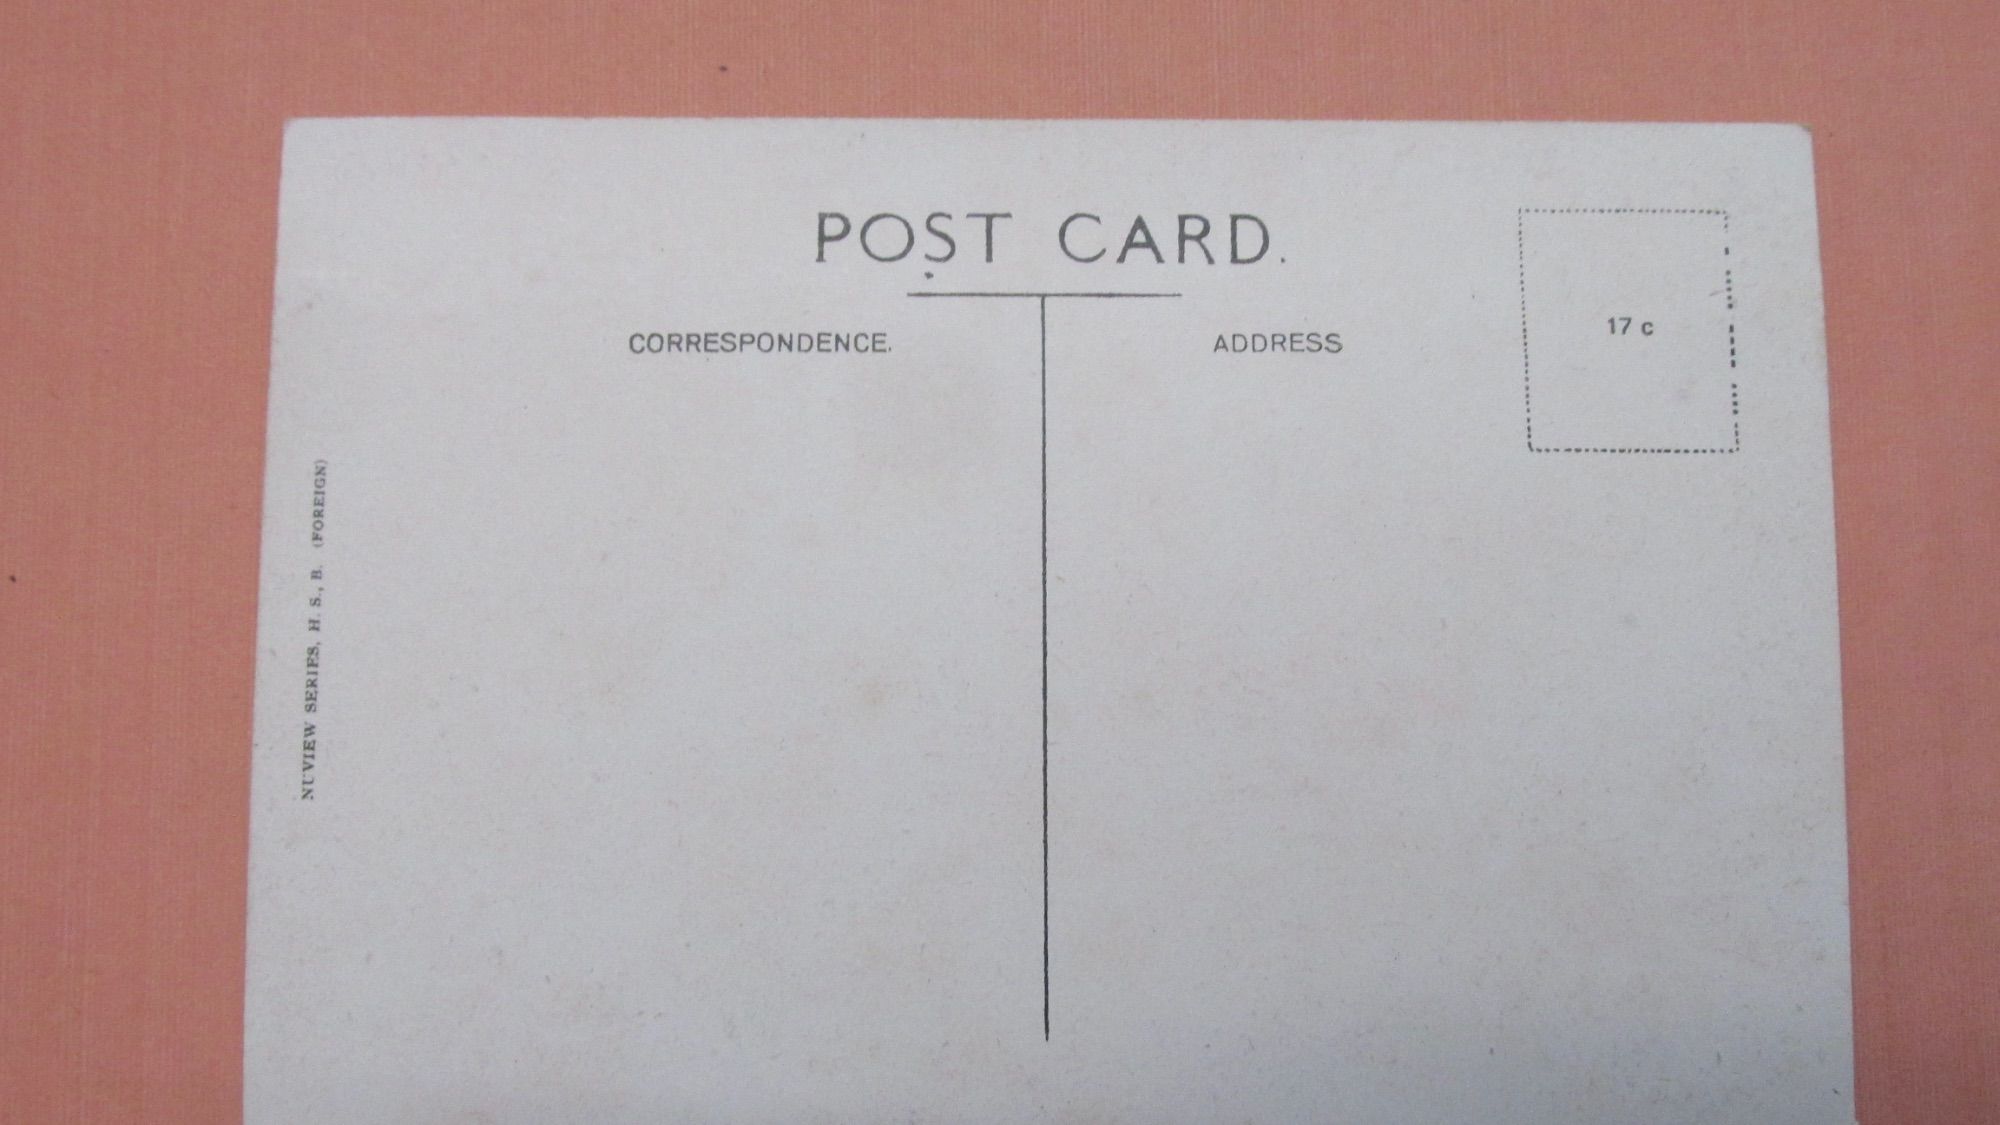 POST CARD.
CORRESPONDENCE.
ADDRESS
17 c
NUVIEW SERIES, H. S., B. (FOREIGN)